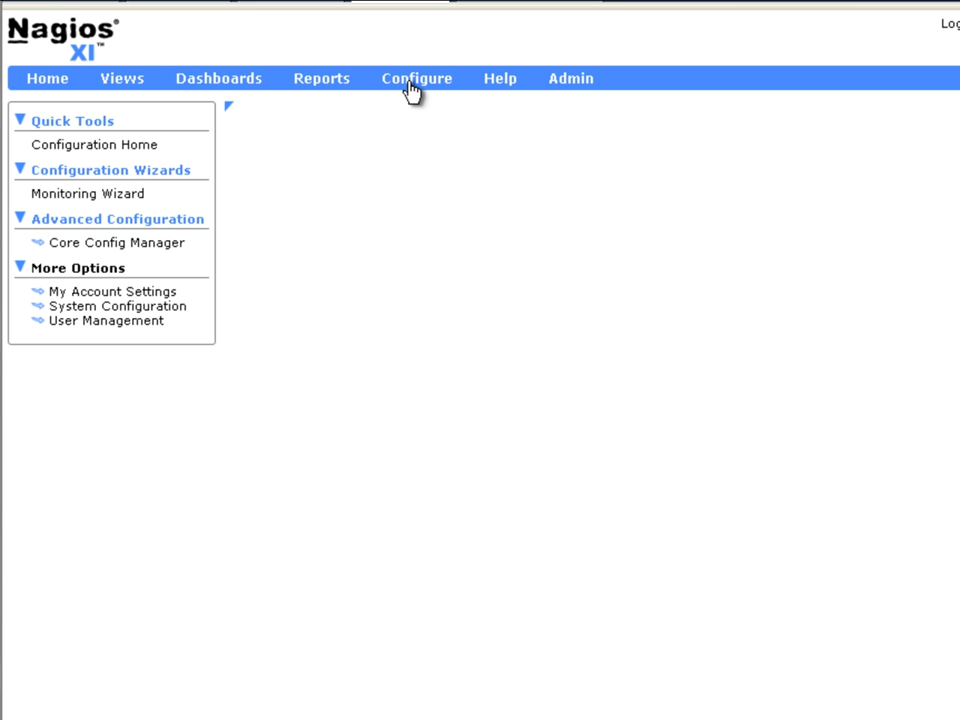 Nagios®
XI™
Home Views Dashboards Reports Configure Help Admin
Quick Tools
Configuration Home
Configuration Wizards
Monitoring Wizard
Advanced Configuration
Core Config Manager
More Options
My Account Settings
System Configuration
User Management